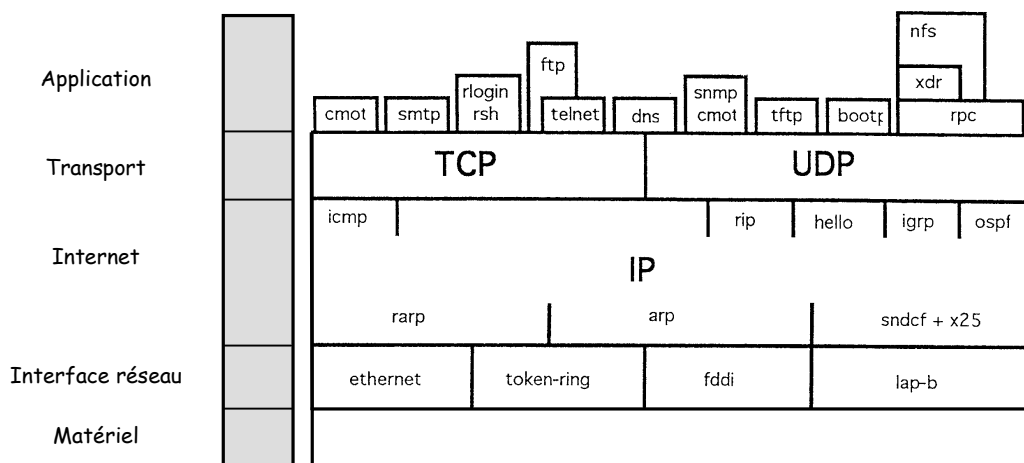 nfs
ftp
Application
xdr
rlogin
snmp
cmot
smtp
rsh
telnet
dns
cmot
tftp
bootp
rpc
Transport
TCP
UDP
icmp
rip
hello
igrp
ospf
Internet
IP
rarp
arp
sndcf + x25
Interface réseau
ethernet
token-ring
fddi
lap-b
Matériel